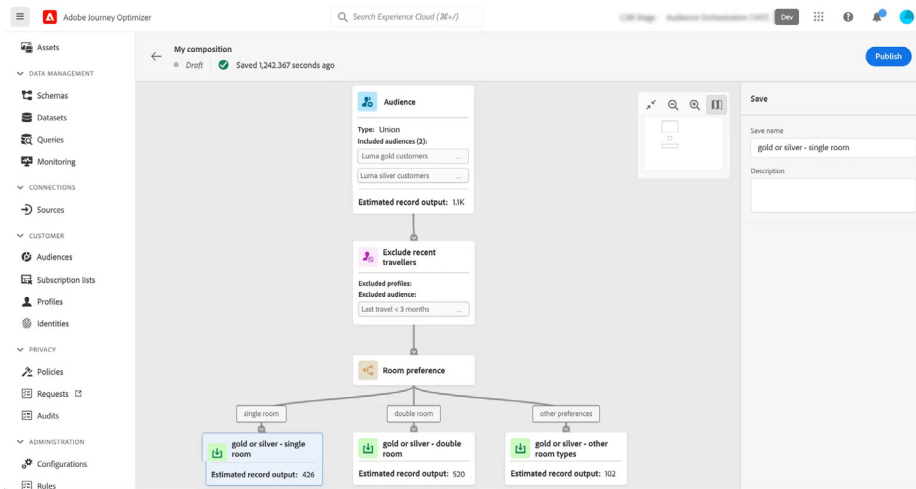 Adobe Journey Optimizer
Search Experience Cloud (⌘+/)
Dev
Assets
DATA MANAGEMENT
Schemas
Datasets
Queries
Monitoring
CONNECTIONS
Sources
CUSTOMER
Audiences
Subscription lists
Profiles
Identities
PRIVACY
Policies
Requests
Audits
ADMINISTRATION
Configurations
Rules
My composition
Draft
Saved 1,242.367 seconds ago
Publish
Audience
Type: Union
Included audiences (2):
Luma gold customers ...
Luma silver customers ...
Estimated record output: 1.1K
Exclude recent
travellers
Excluded profiles:
Excluded audience:
Last travel < 3 months ...
Room preference
single room
double room
other preferences
gold or silver - single
room
Estimated record output: 426
gold or silver - double
room
Estimated record output: 520
gold or silver - other
room types
Estimated record output: 102
Save
Save name
gold or silver - single room
Description